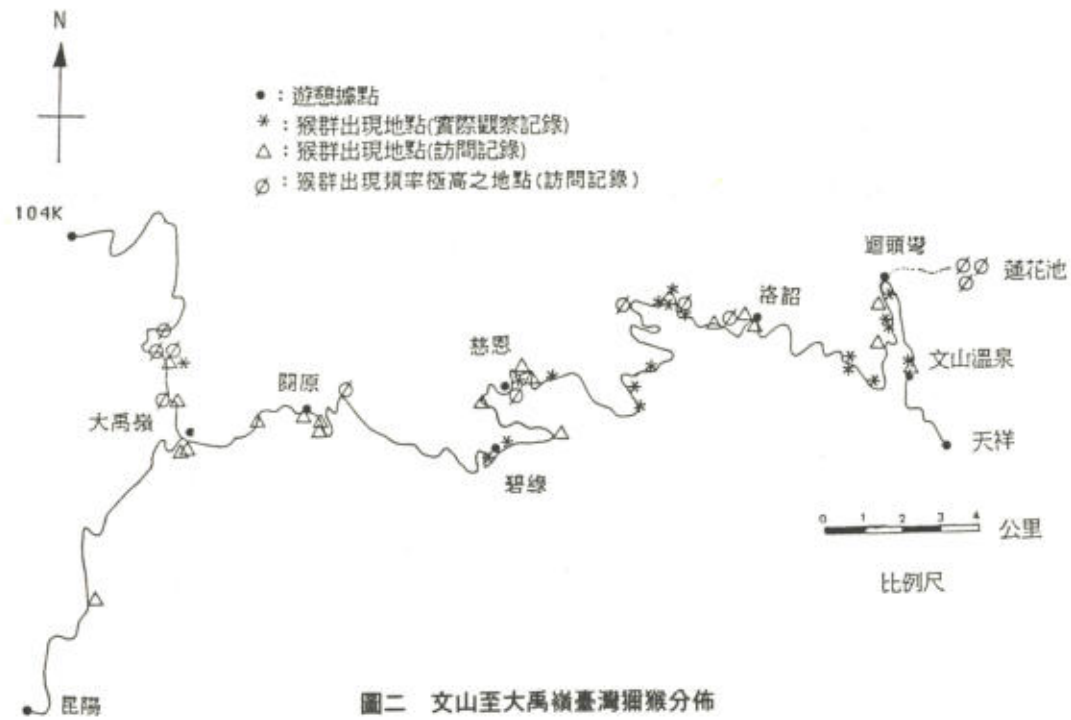 N
●：遊憩據點
*：猴群出現地點(實際觀察記錄)
△：猴群出現地點(訪問記錄)
∅：猴群出現頻率極高之地點(訪問記錄)
104K
迴頭彎
蓮花池
洛韶
慈恩
文山溫泉
關原
大禹嶺
天祥
碧綠
0 1 2 3 4
公里
比例尺
昆陽
圖二 文山至大禹嶺臺灣獼猴分佈